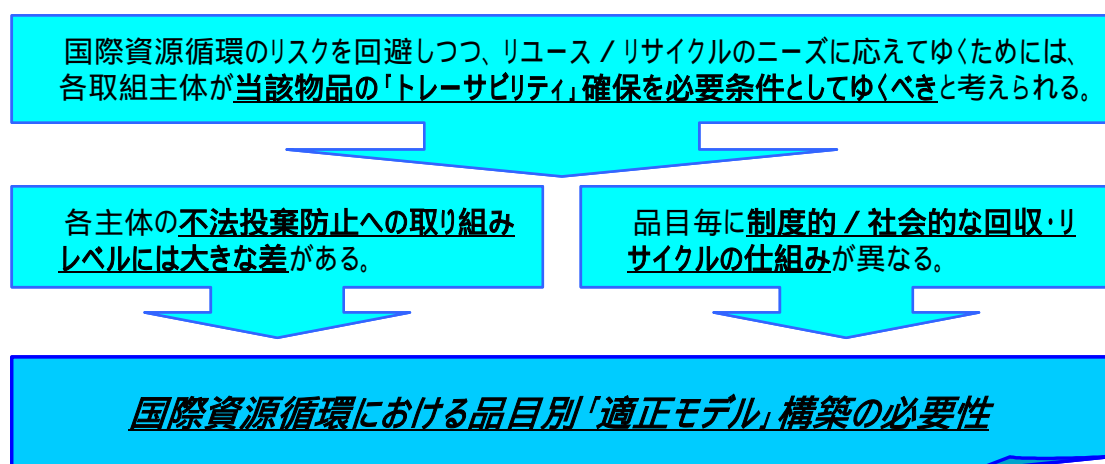 国際資源循環のリスクを回避しつつ、リユース／リサイクルのニーズに応えてゆくためには、
各取組主体が当該物品の「トレーサビリティ」確保を必要条件としてゆくべきと考えられる。
各主体の不法投棄防止への取り組み
レベルには大きな差がある。
品目毎に制度的／社会的な回収・リ
サイクルの仕組みが異なる。
国際資源循環における品目別「適正モデル」構築の必要性